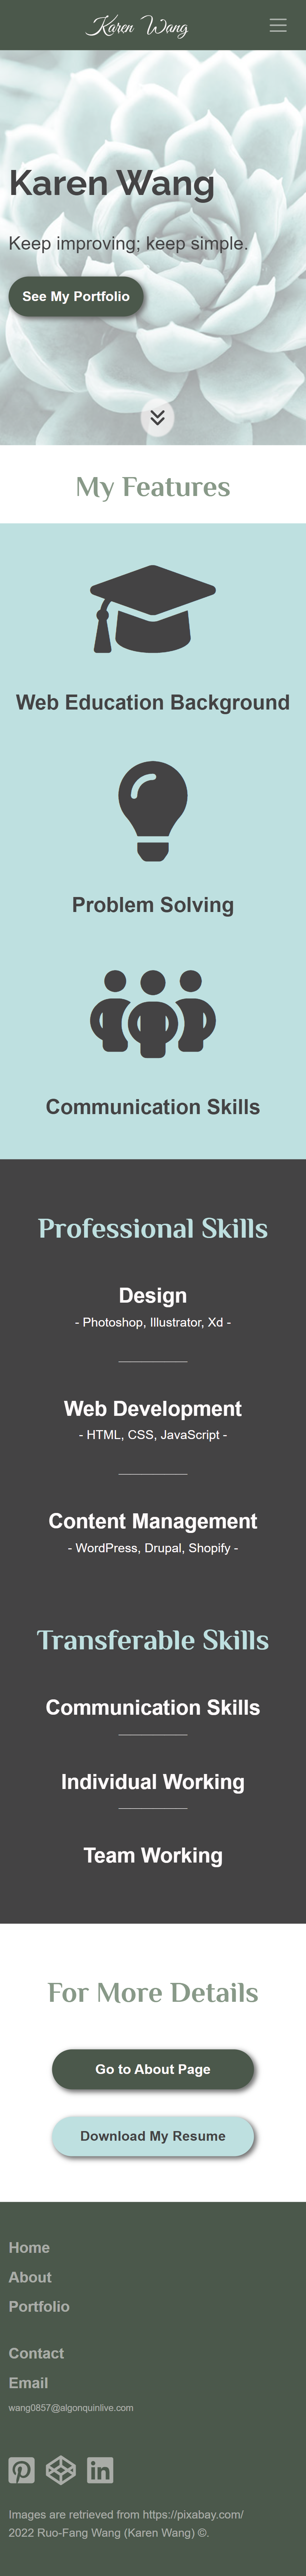 Karen Wang
Karen Wang
Keep improving; keep simple.
See My Portfolio
My Features
Web Education Background
Problem Solving
Communication Skills
Professional Skills
Design
- Photoshop, Illustrator, Xd -
Web Development
- HTML, CSS, JavaScript -
Content Management
- WordPress, Drupal, Shopify -
Transferable Skills
Communication Skills
Individual Working
Team Working
For More Details
Go to About Page
Download My Resume
Home
About
Portfolio
Contact
Email
wang0857@algonquinlive.com
in
Images are retrieved from https://pixabay.com/
2022 Ruo-Fang Wang (Karen Wang) ©.